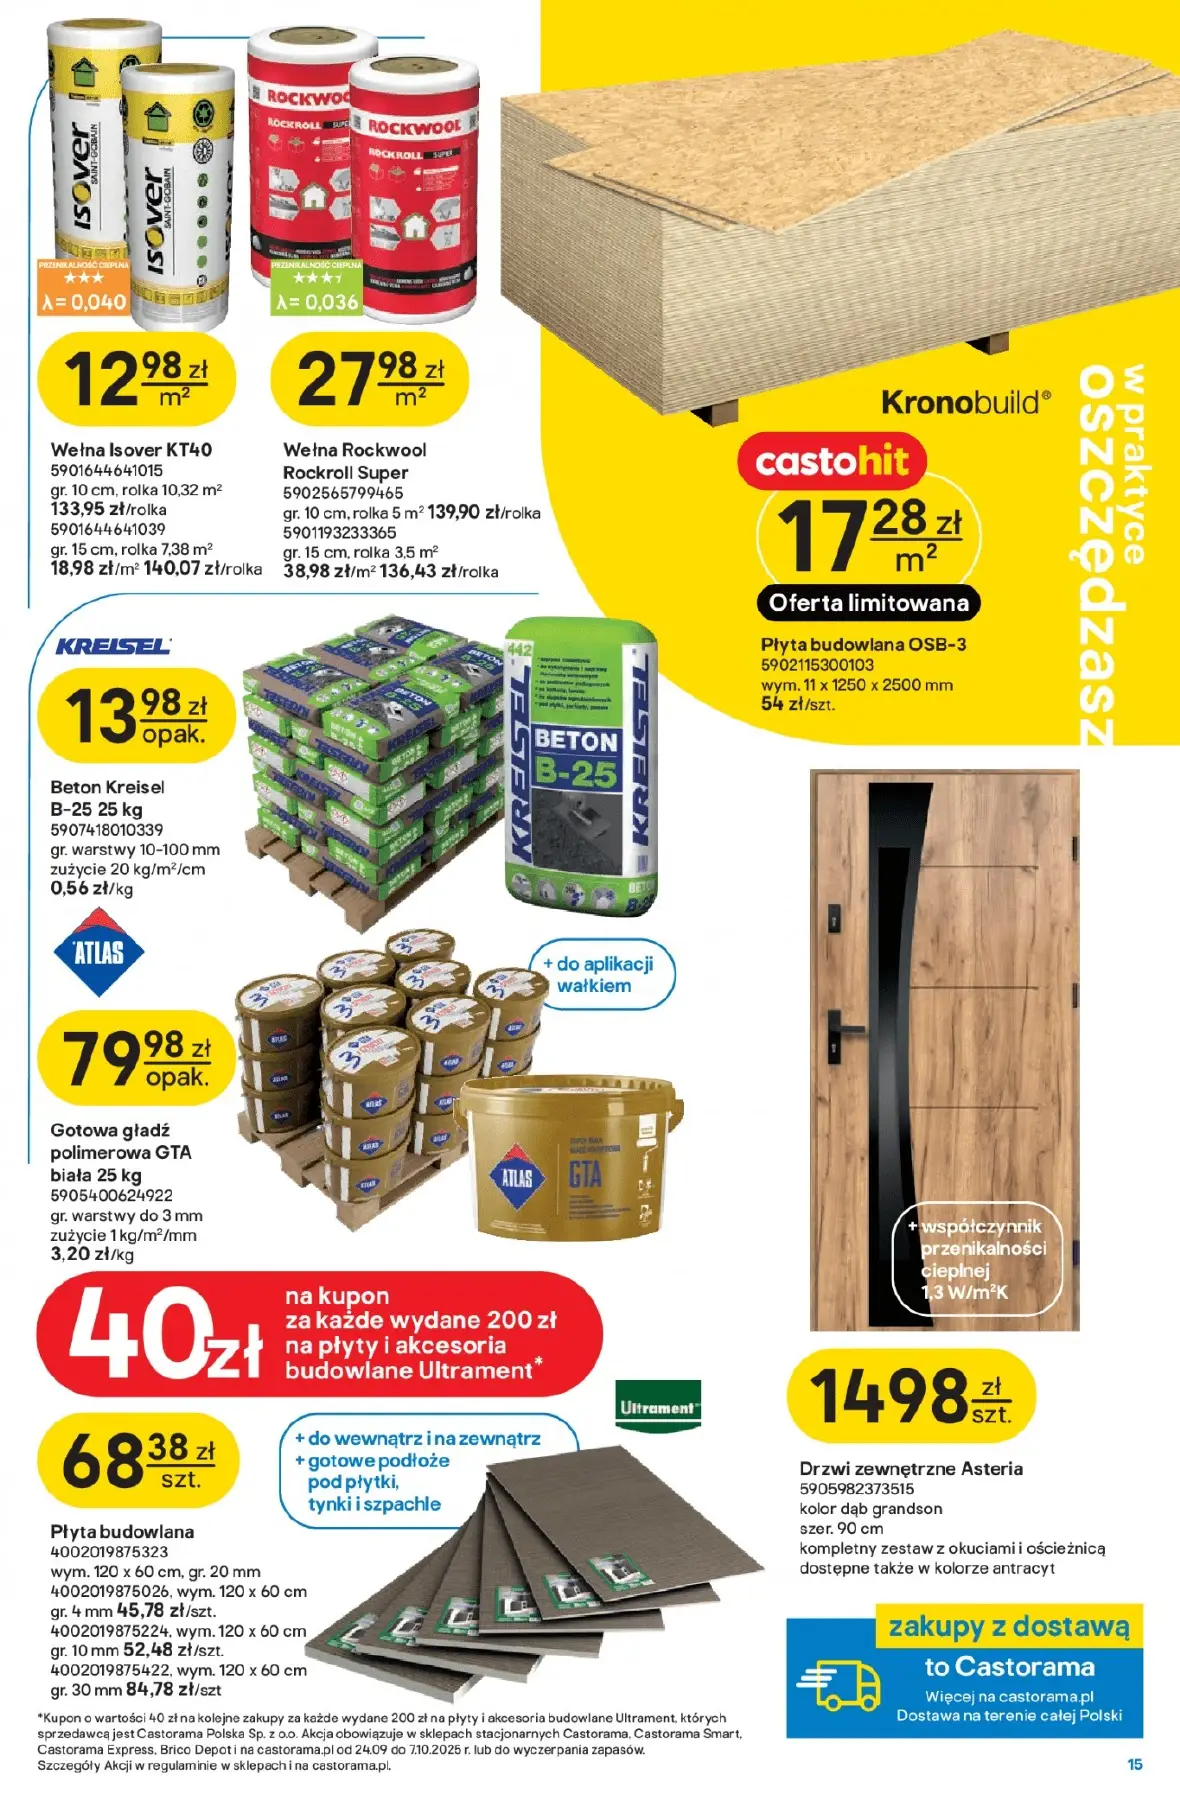 ISOVER
SAINT-GOBAIN
ISOVER
SAINT-GOBAIN
ROCKWOOL
ROCKROLL SUPER
ROCKWOOL
ROCKROLL SUPER
PRZENIKALNOŚĆ CIEPLNA
λ= 0,040
PRZENIKALNOŚĆ CIEPLNA
λ= 0,036
12 98 zł
m²
27 98 zł
m²
Wełna Isover KT40
5901644641015
gr. 10 cm, rolka 10,32 m²
133,95 zł/rolka
5901644641039
gr. 15 cm, rolka 7,38 m²
18,98 zł/m² 140,07 zł/rolka
Wełna Rockwool
Rockroll Super
5902565799465
gr. 10 cm, rolka 5 m² 139,90 zł/rolka
5901193233365
gr. 15 cm, rolka 3,5 m²
38,98 zł/m² 136,43 zł/rolka
Kronobuild®
castohit
17 28 zł
m²
Oferta limitowana
Płyta budowlana OSB-3
5902115300103
wym. 11 x 1250 x 2500 mm
54 zł/szt.
w praktyce
oszczędzasz
KREISEL
13 98 zł
opak.
Beton Kreisel
B-25 25 kg
5907418010339
gr. warstwy 10-100 mm
zużycie 20 kg/m²/cm
0,56 zł/kg
442
KREISEL
BETON
B-25
ATLAS
79 98 zł
opak.
Gotowa gładź
polimerowa GTA
biała 25 kg
5905400624922
gr. warstwy do 3 mm
zużycie 1 kg/m²/mm
3,20 zł/kg
+ do aplikacji
wałkiem
ATLAS
GTA
+ współczynnik
przenikalności
cieplnej
1,3 W/m²K
40 zł
na kupon
za każde wydane 200 zł
na płyty i akcesoria
budowlane Ultrament*
Ultrament
68 38 zł
szt.
+ do wewnątrz i na zewnątrz
+ gotowe podłoże
pod płytki,
tynki i szpachle
Płyta budowlana
4002019875323
wym. 120 x 60 cm, gr. 20 mm
4002019875026, wym. 120 x 60 cm
gr. 4 mm 45,78 zł/szt.
4002019875224, wym. 120 x 60 cm
gr. 10 mm 52,48 zł/szt.
4002019875422, wym. 120 x 60 cm
gr. 30 mm 84,78 zł/szt
1498 zł
szt.
Drzwi zewnętrzne Asteria
5905982373515
kolor dąb grandson
szer. 90 cm
kompletny zestaw z okuciami i ościeżnicą
dostępne także w kolorze antracyt
zakupy z dostawą
to Castorama
Więcej na castorama.pl
Dostawa na terenie całej Polski
*Kupon o wartości 40 zł na kolejne zakupy za każde wydane 200 zł na płyty i akcesoria budowlane Ultrament, których
sprzedawcą jest Castorama Polska Sp. z o.o. Akcja obowiązuje w sklepach stacjonarnych Castorama, Castorama Smart,
Castorama Express, Brico Depot i na castorama.pl od 24.09 do 7.10.2025 r. lub do wyczerpania zapasów.
Szczegóły Akcji w regulaminie w sklepach i na castorama.pl.
15